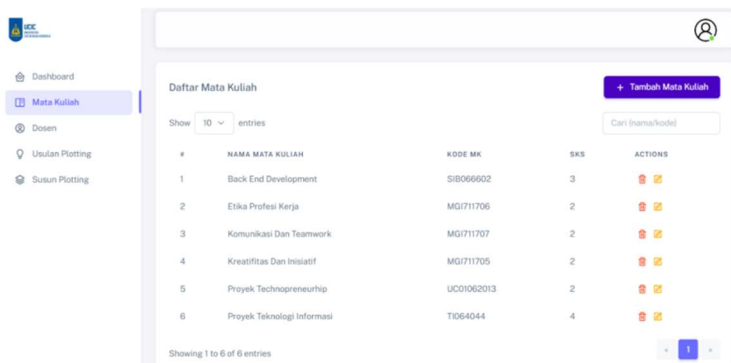 UCIC
Dashboard
Mata Kuliah
Dosen
Usulan Plotting
Susun Plotting
Daftar Mata Kuliah
+ Tambah Mata Kuliah
Show 10 entries
Cari (nama/kode)
# NAMA MATA KULIAH KODE MK SKS ACTIONS
1 Back End Development SIB066602 3
2 Etika Profesi Kerja MGI711706 2
3 Komunikasi Dan Teamwork MGI711707 2
4 Kreatifitas Dan Inisiatif MGI711705 2
5 Proyek Technopreneurhip UC01062013 2
6 Proyek Teknologi Informasi TI064044 4
Showing 1 to 6 of 6 entries
« 1 »